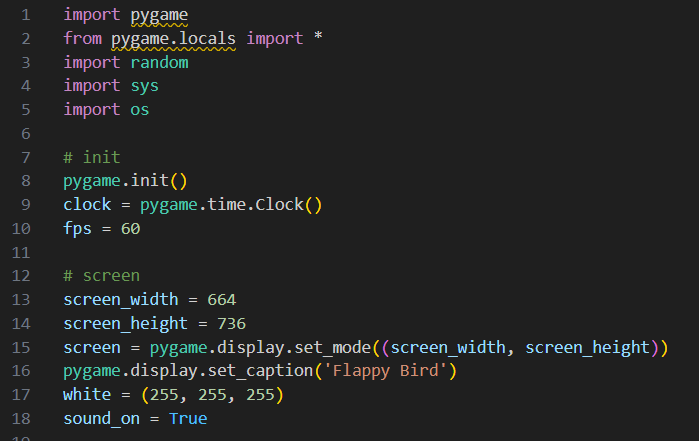 1 import pygame
2 from pygame.locals import *
3 import random
4 import sys
5 import os
6
7 # init
8 pygame.init()
9 clock = pygame.time.Clock()
10 fps = 60
11
12 # screen
13 screen_width = 664
14 screen_height = 736
15 screen = pygame.display.set_mode((screen_width, screen_height))
16 pygame.display.set_caption('Flappy Bird')
17 white = (255, 255, 255)
18 sound_on = True